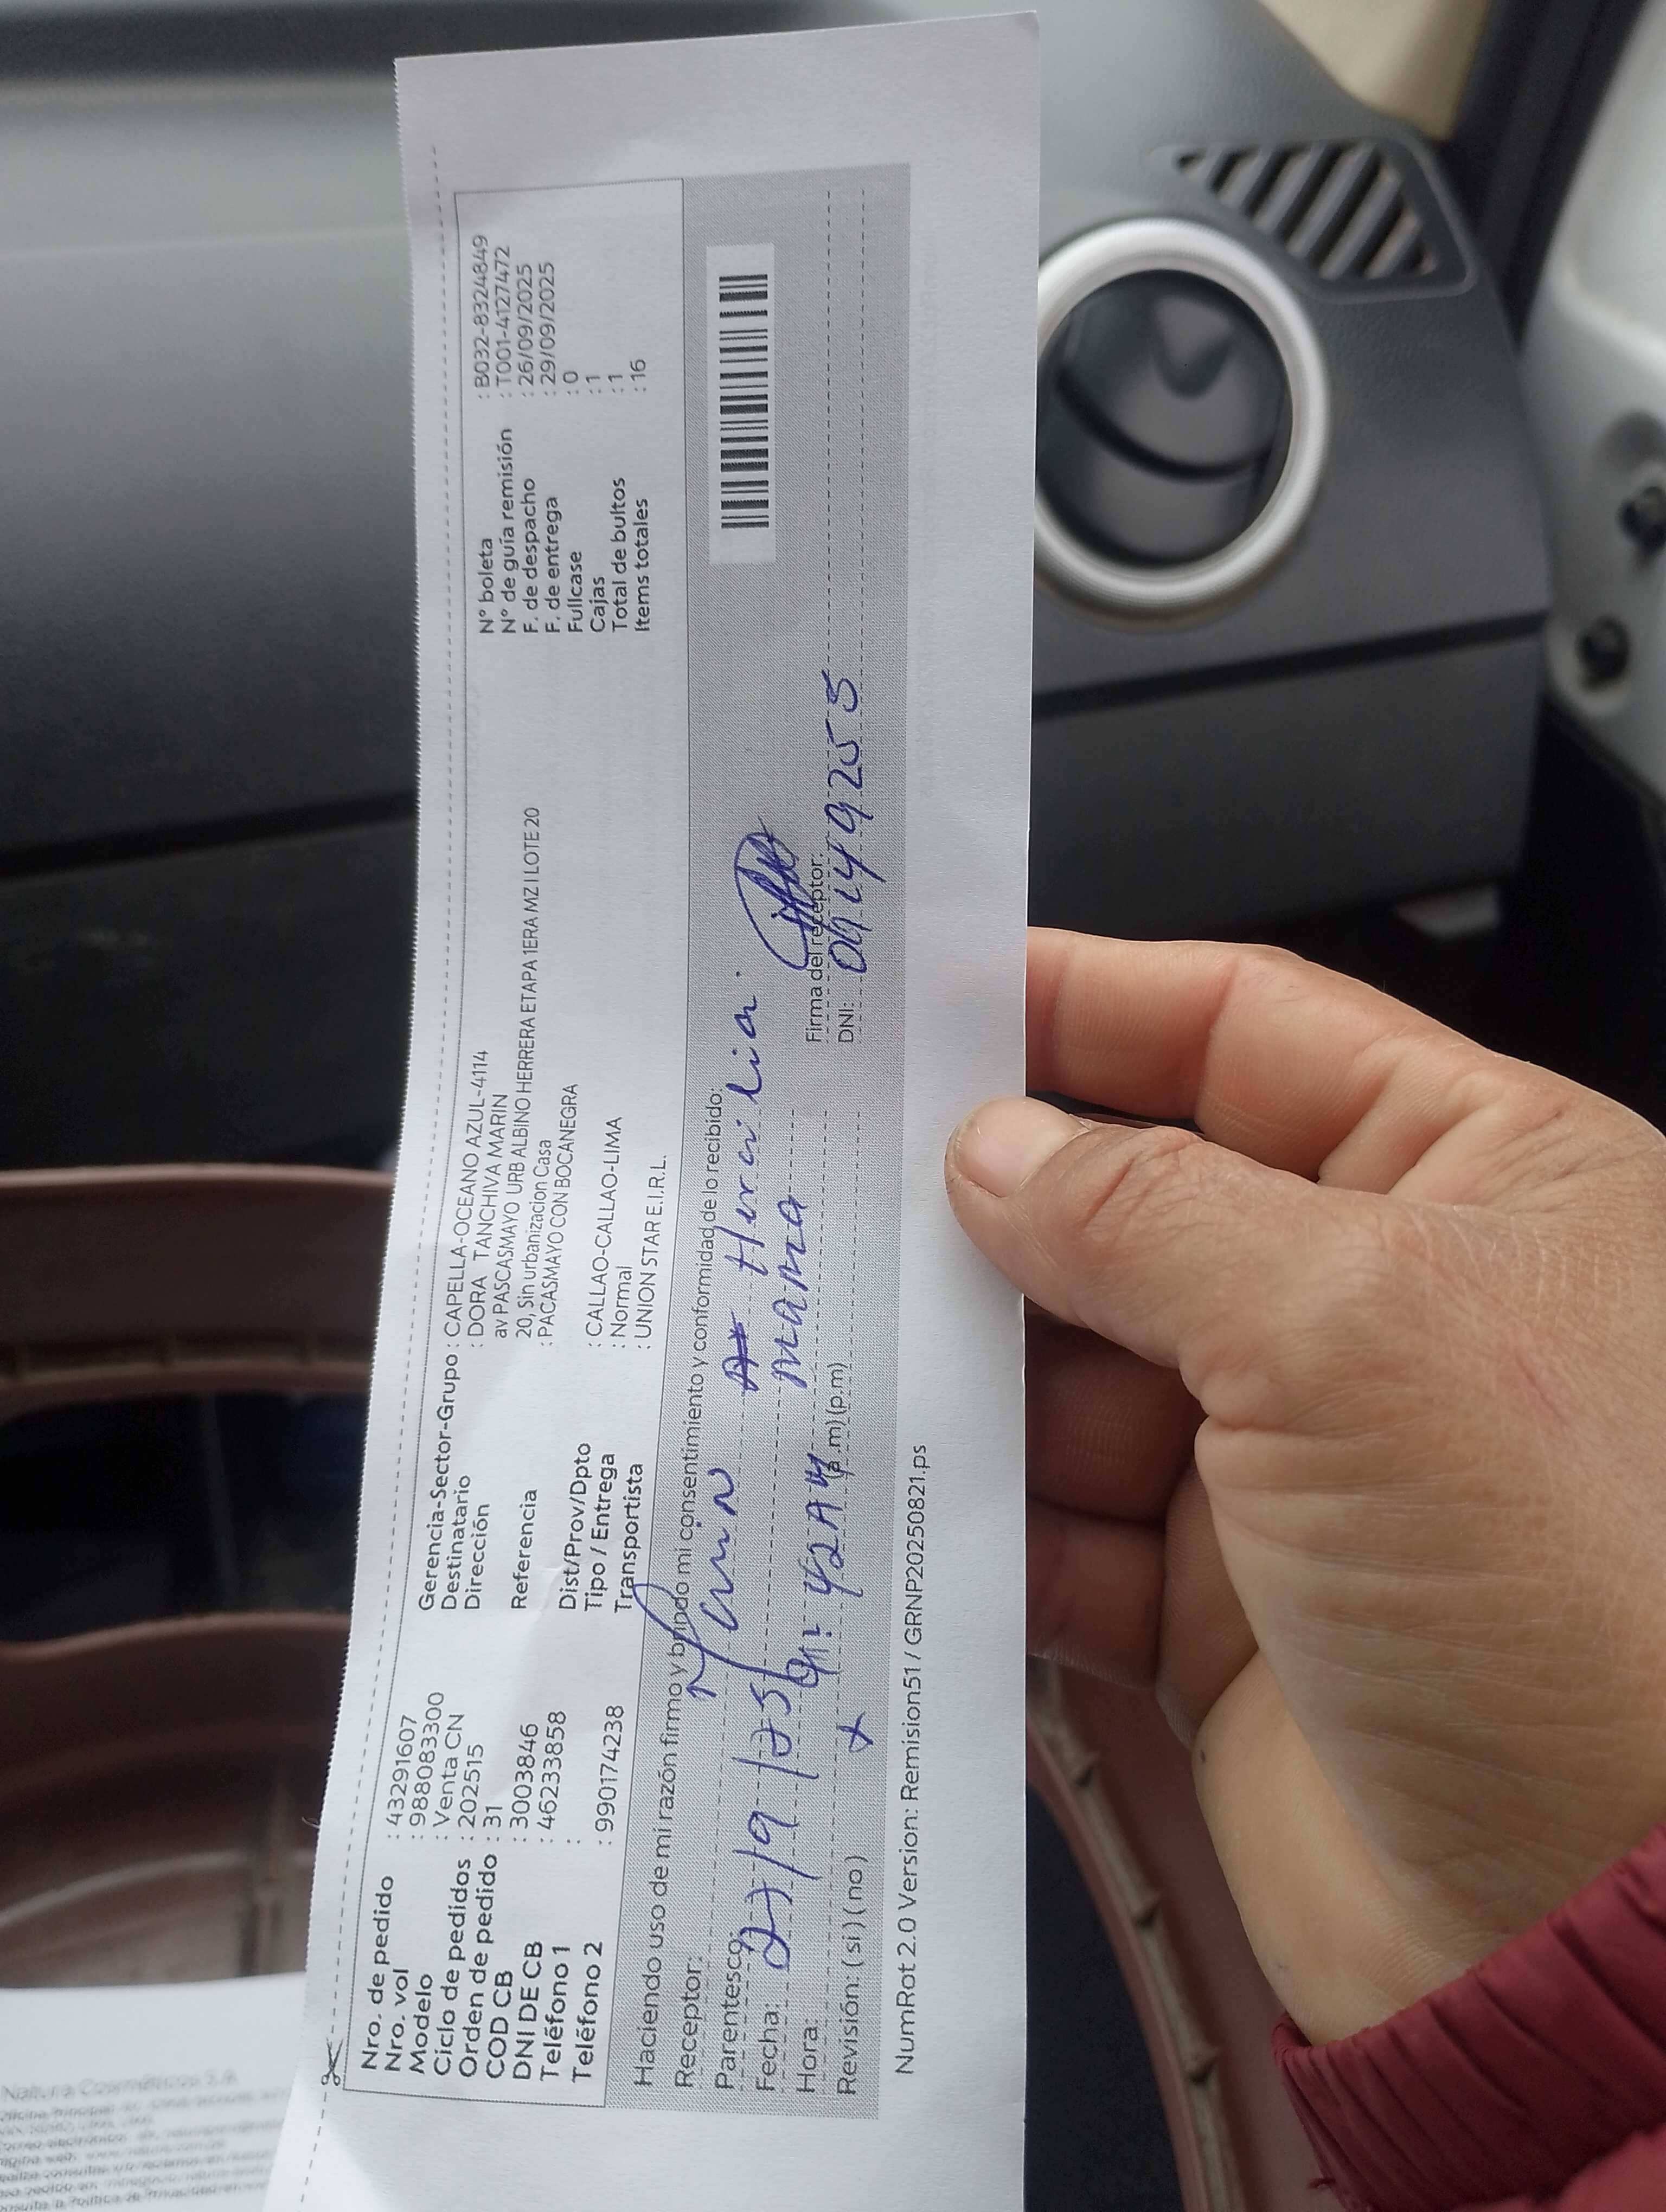 Nro. de pedido : 43291607
Nro. vol : 9880083300
Modelo : Venta CN
Ciclo de pedidos : 202515
Orden de pedido : 31
COD CB : 3003846
DNI DE CB : 46233858
Teléfono 1 :
Teléfono 2 : 990174238
Gerencia-Sector-Grupo : CAPELLA-OCEANO AZUL-4114
Destinatario : DORA TANCHIVA MARIN
Dirección av PASCASMAYO URB ALBINO HERRERA ETAPA 1ERA MZ I LOTE 20
20, Sin urbanizacion Casa
Referencia : PACASMAYO CON BOCANEGRA
Dist/Prov/Dpto : CALLAO-CALLAO-LIMA
Tipo / Entrega : Normal
Transportista : UNION STAR E.I.R.L.
N° boleta : B032-8324849
N° de guía remisión : T001-4127472
F. de despacho : 26/09/2025
F. de entrega : 29/09/2025
Fullcase : 0
Cajas : 1
Total de bultos : 1
Items totales : 16
Haciendo uso de mi razón firmo y brindo mi consentimiento y conformidad de lo recibido:
Receptor:
Parentesco: mama
Fecha: 27/9/25
Hora: 9:42 AM (a.m) (p.m)
Revisión: (si) (no)
Firma del receptor:
DNI:
NumRot 2.0 Version: Remision51 / GRNP20250821.ps
Natura Cosméticos S.A.